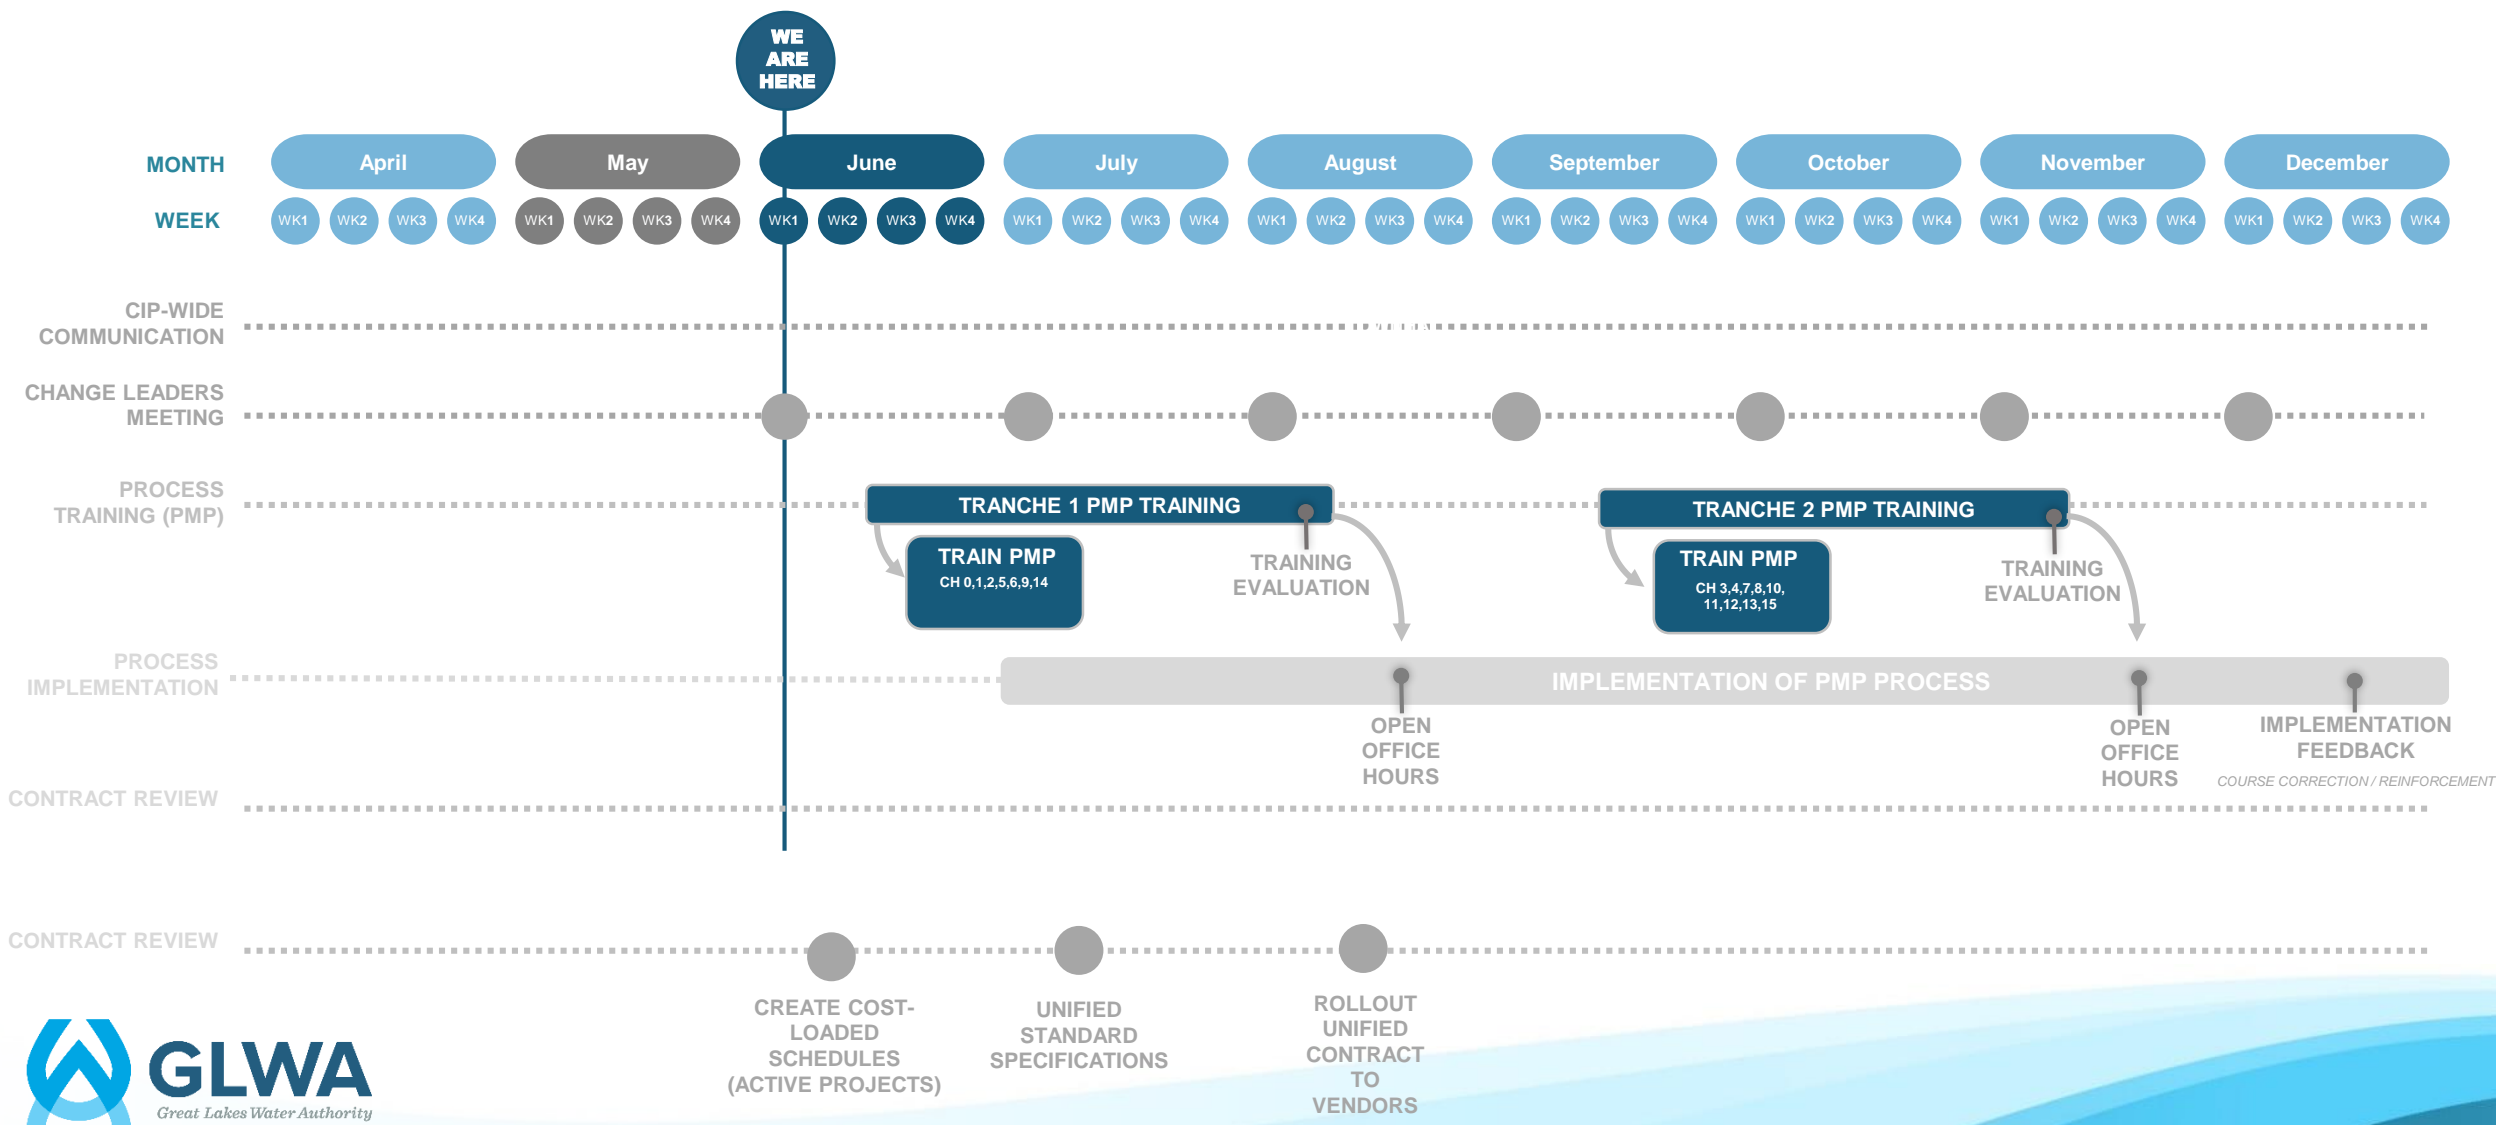 WE
ARE
HERE
MONTH
April
May
June
July
August
September
October
November
December
WEEK
WK1 WK2 WK3 WK4 WK1 WK2 WK3 WK4 WK1 WK2 WK3 WK4 WK1 WK2 WK3 WK4 WK1 WK2 WK3 WK4 WK1 WK2 WK3 WK4 WK1 WK2 WK3 WK4 WK1 WK2 WK3 WK4 WK1 WK2 WK3 WK4
CIP-WIDE
COMMUNICATION
CHANGE LEADERS
MEETING
PROCESS
TRAINING (PMP)
TRANCHE 1 PMP TRAINING
TRAIN PMP
CH 0,1,2,5,6,9,14
TRAINING
EVALUATION
TRANCHE 2 PMP TRAINING
TRAIN PMP
CH 3,4,7,8,10,
11,12,13,15
TRAINING
EVALUATION
PROCESS
IMPLEMENTATION
IMPLEMENTATION OF PMP PROCESS
OPEN
OFFICE
HOURS
OPEN
OFFICE
HOURS
IMPLEMENTATION
FEEDBACK
COURSE CORRECTION / REINFORCEMENT
CONTRACT REVIEW
CONTRACT REVIEW
CREATE COST-
LOADED
SCHEDULES
(ACTIVE PROJECTS)
UNIFIED
STANDARD
SPECIFICATIONS
ROLLOUT
UNIFIED
CONTRACT
TO
VENDORS
GLWA
Great Lakes Water Authority